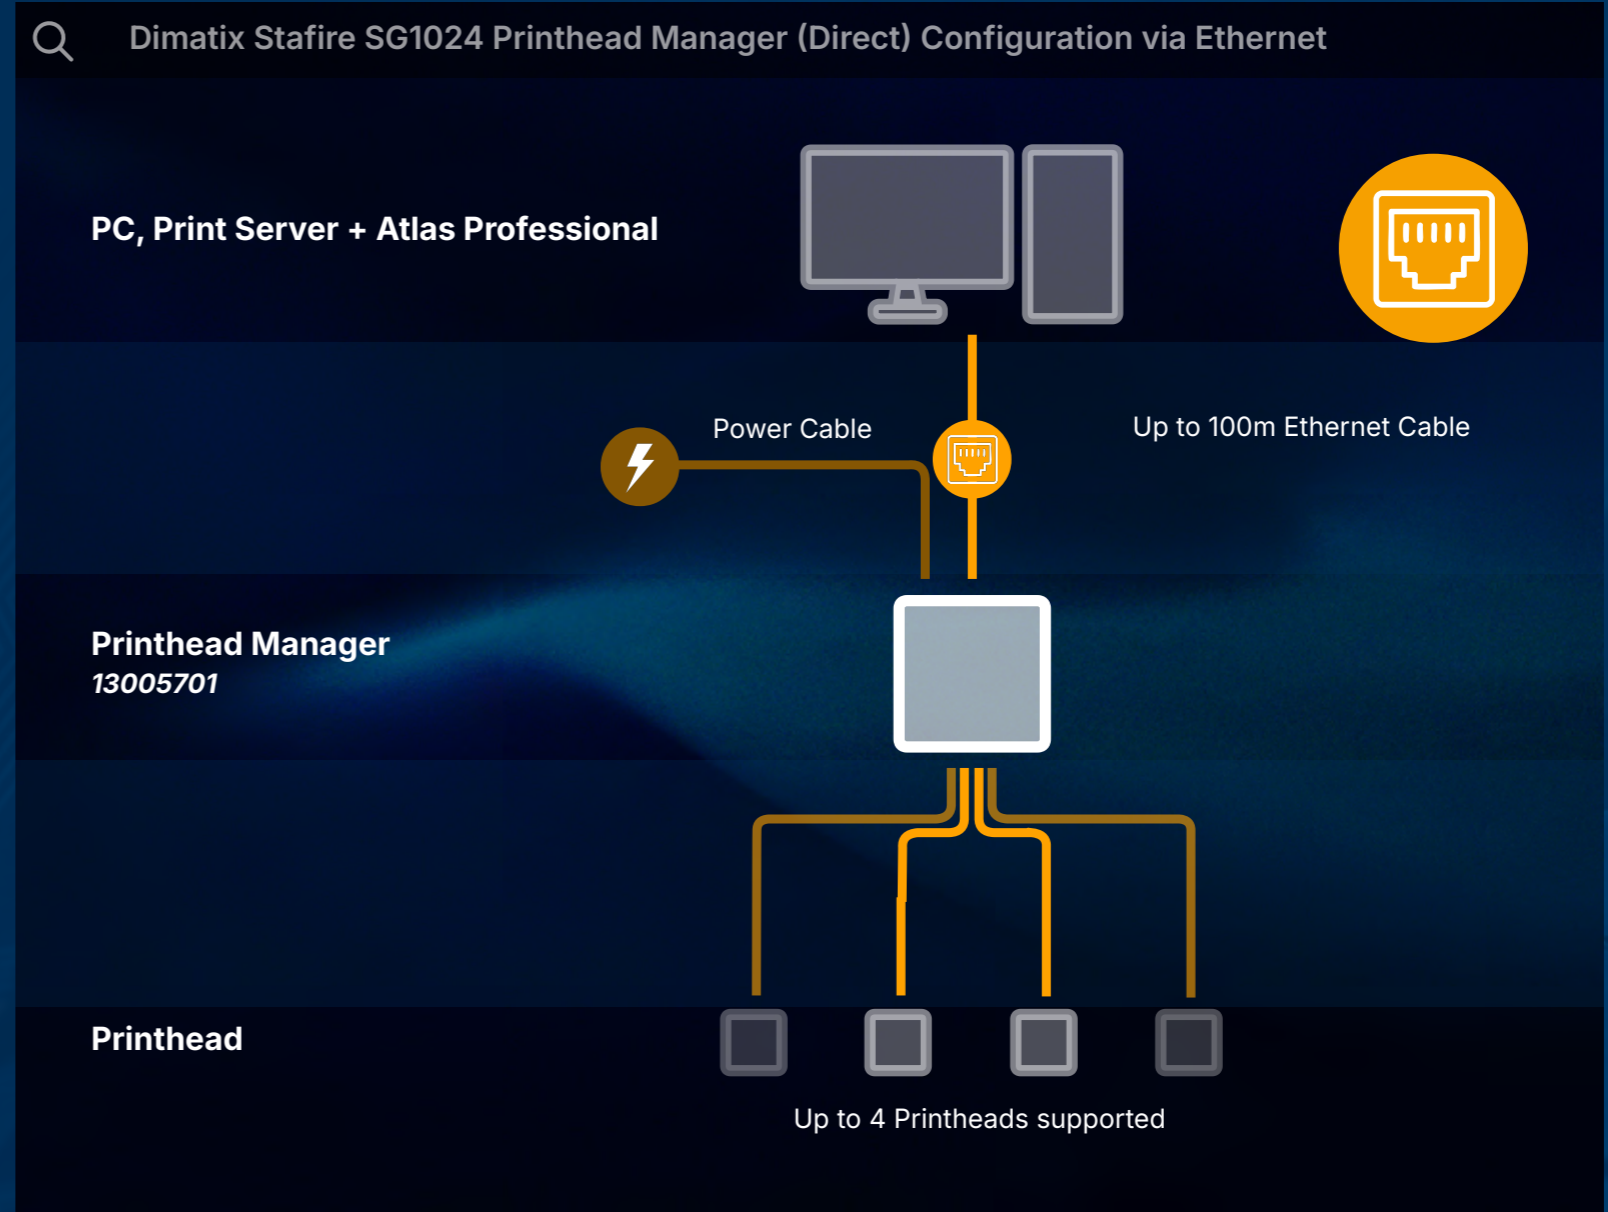 Dimatix Stafire SG1024 Printhead Manager (Direct) Configuration via Ethernet
PC, Print Server + Atlas Professional
Power Cable
Up to 100m Ethernet Cable
Printhead Manager
13005701
Printhead
Up to 4 Printheads supported